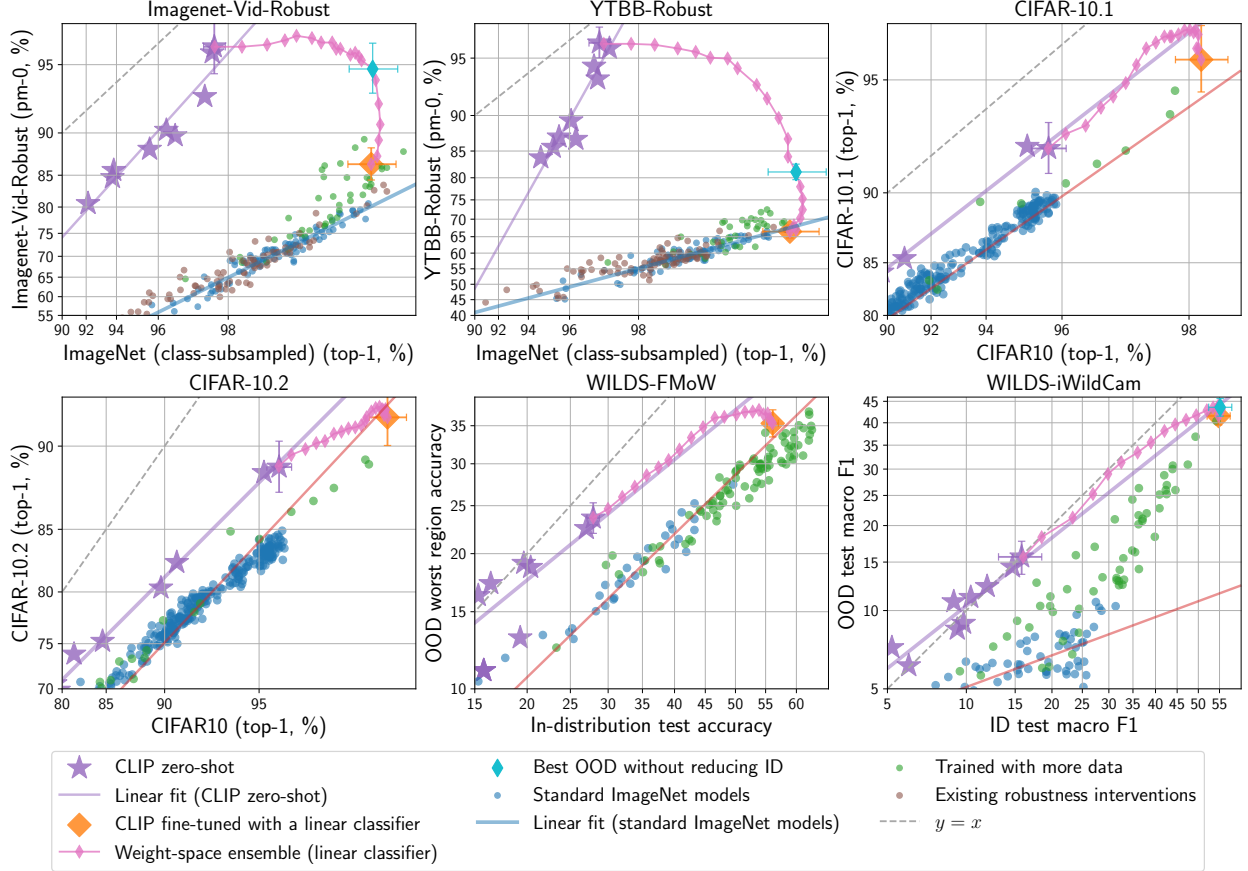 Imagenet-Vid-Robust
YTBB-Robust
CIFAR-10.1
Imagenet-Vid-Robust (pm-0, %)
95
90
85
80
75
70
65
60
55
90 92 94 96 98
ImageNet (class-subsampled) (top-1, %)
YTBB-Robust (pm-0, %)
95
90
85
80
75
70
65
60
55
50
45
40
90 92 94 96 98
ImageNet (class-subsampled) (top-1, %)
CIFAR-10.1 (top-1, %)
95
90
85
80
90 92 94 96 98
CIFAR10 (top-1, %)
CIFAR-10.2
WILDS-FMoW
WILDS-iWildCam
CIFAR-10.2 (top-1, %)
90
85
80
75
70
80 85 90 95
CIFAR10 (top-1, %)
OOD worst region accuracy
35
30
25
20
15
10
15 20 25 30 35 40 45 50 55 60
In-distribution test accuracy
OOD test macro F1
45
40
35
30
25
20
15
10
5
5 10 15 20 25 30 35 40 45 50 55
ID test macro F1
CLIP zero-shot
Linear fit (CLIP zero-shot)
CLIP fine-tuned with a linear classifier
Weight-space ensemble (linear classifier)
Best OOD without reducing ID
Standard ImageNet models
Linear fit (standard ImageNet models)
Trained with more data
Existing robustness interventions
y = x